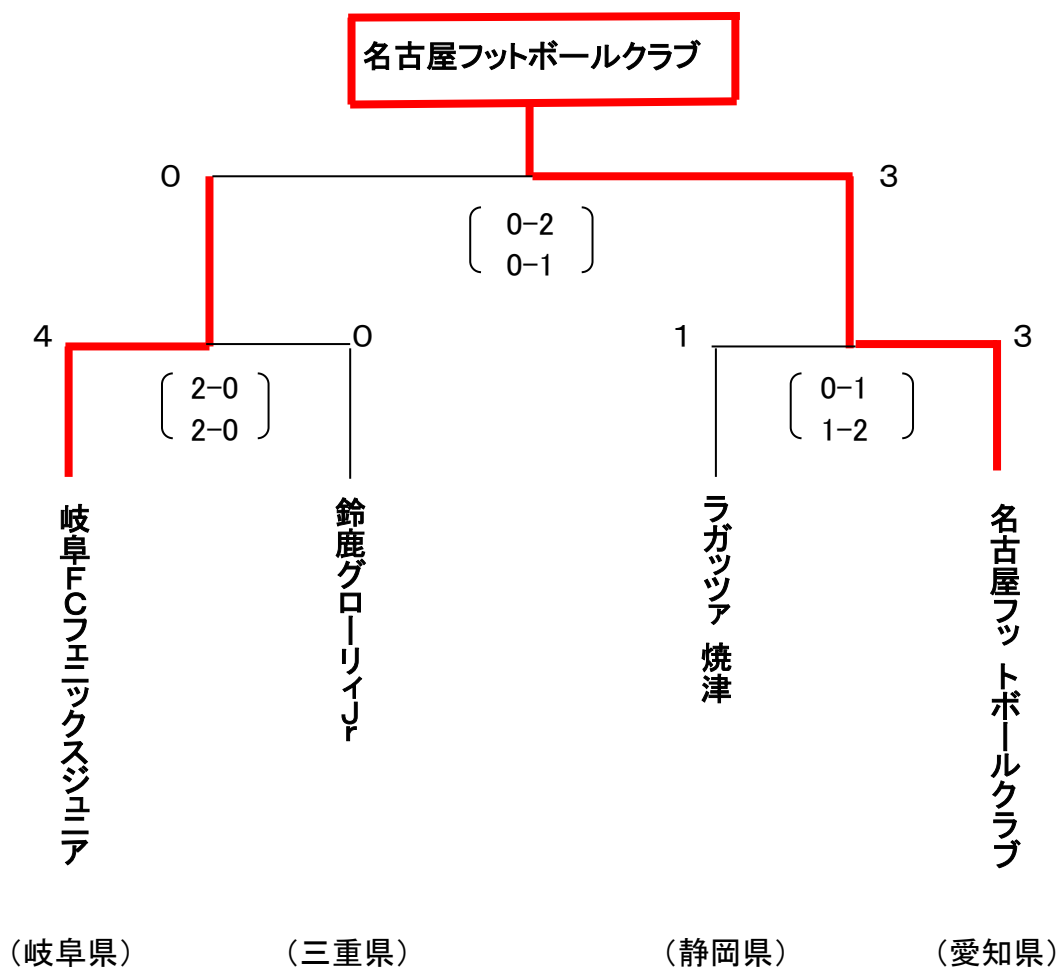 名古屋フットボールクラブ
0
3
0-2
0-1
4
0
1
3
2-0
2-0
0-1
1-2
岐阜FCフェニックスジュニア
鈴鹿グローリィJr
ラガッツァ 焼津
名古屋フットボールクラブ
（岐阜県）
（三重県）
（静岡県）
（愛知県）